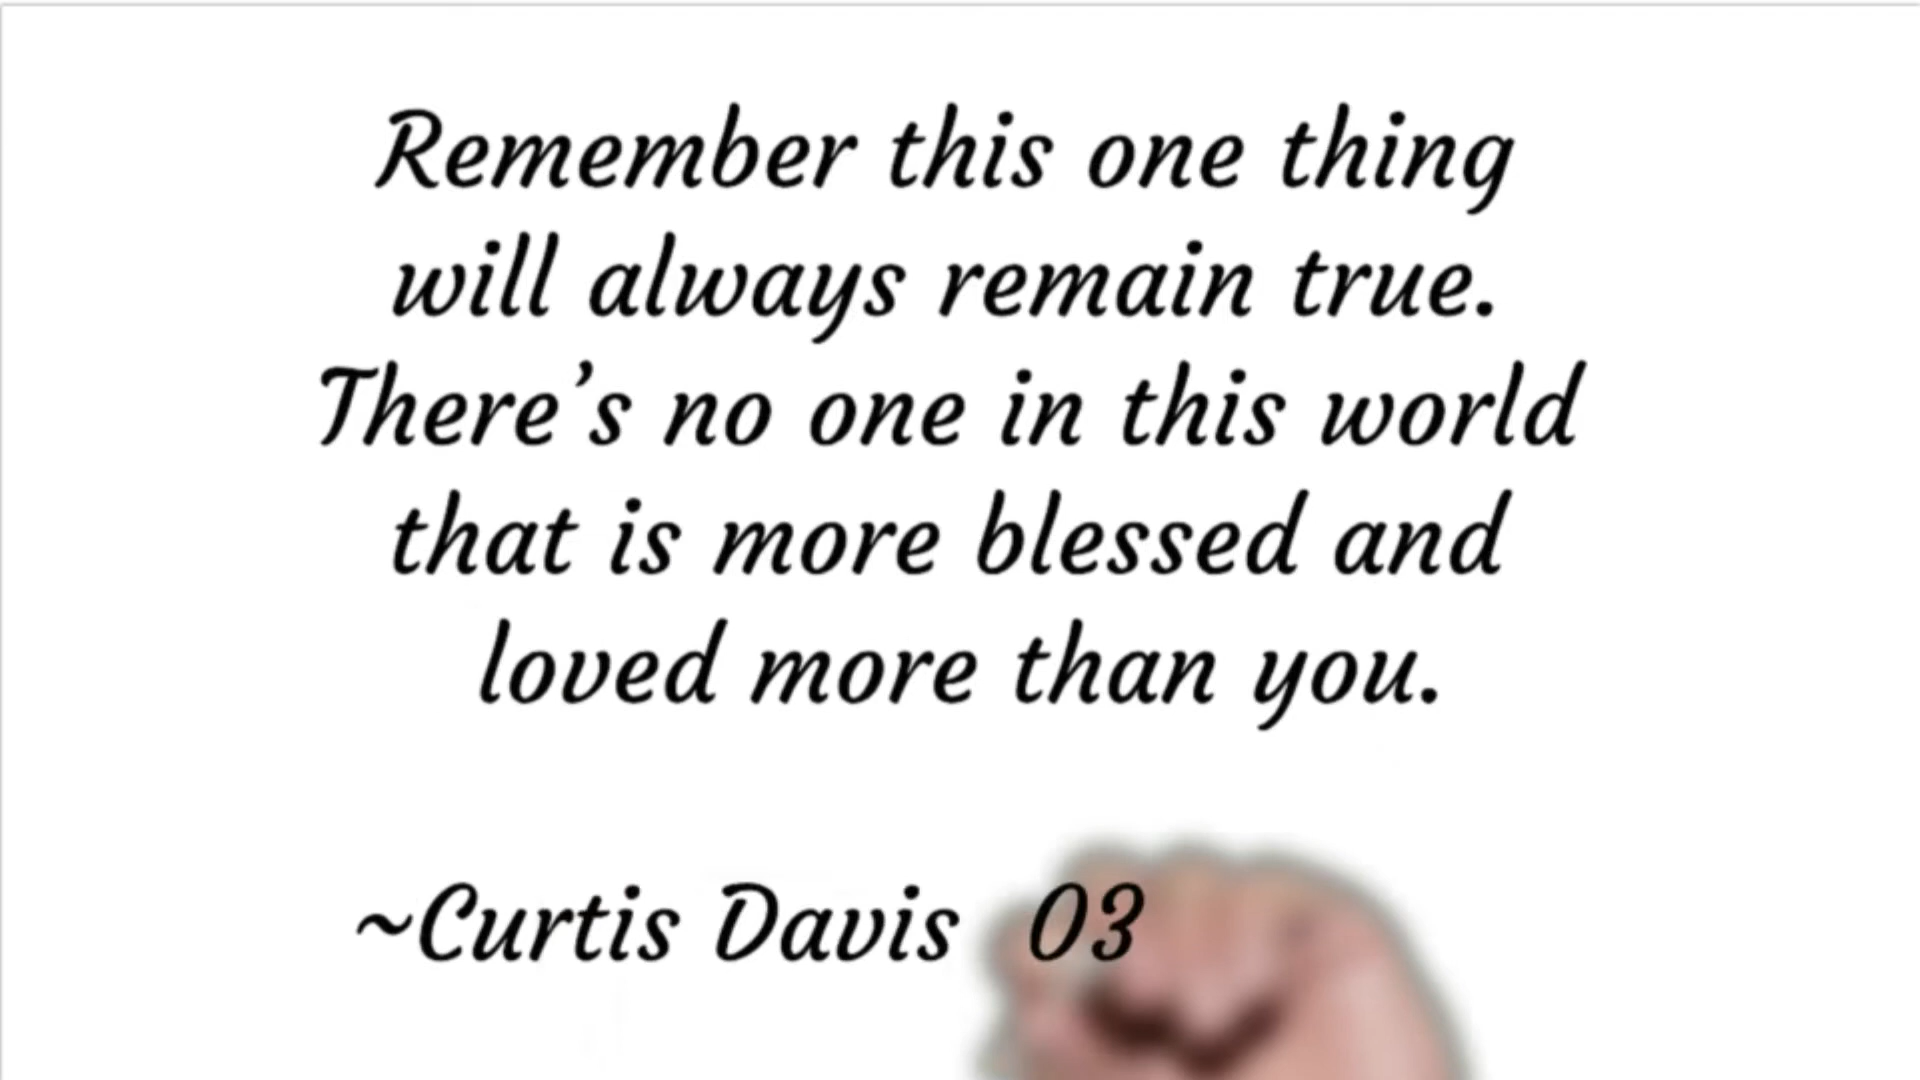 Remember this one thing
will always remain true.
There’s no one in this world
that is more blessed and
loved more than you.
~Curtis Davis 03